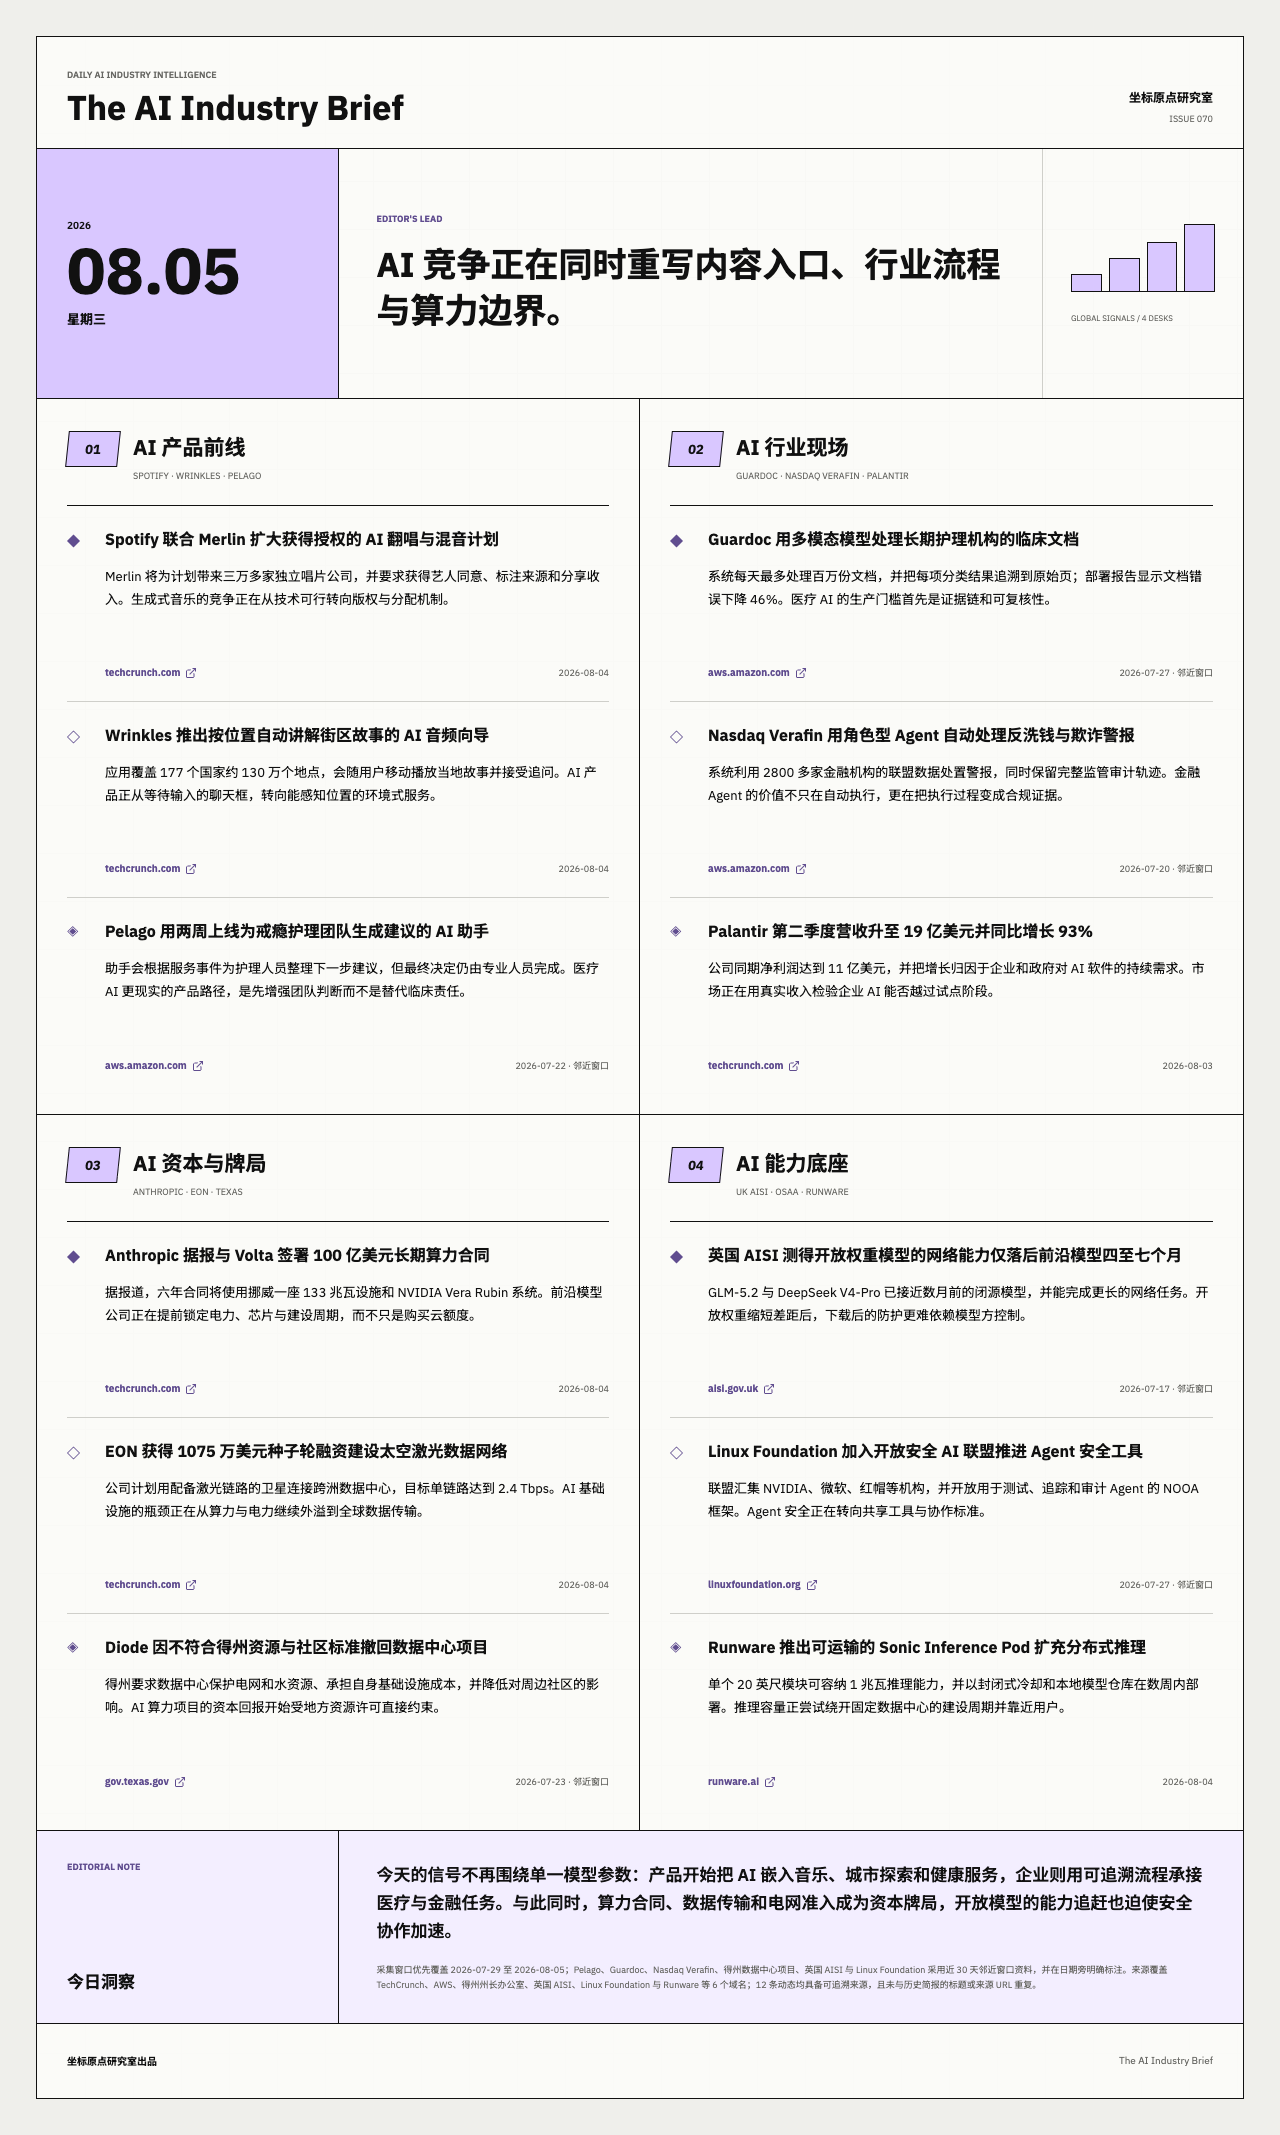 DAILY AI INDUSTRY INTELLIGENCE
The AI Industry Brief
坐标原点研究室
ISSUE 070
2026
08.05
星期三
EDITOR'S LEAD
AI 竞争正在同时重写内容入口、行业流程
与算力边界。
GLOBAL SIGNALS / 4 DESKS
01
AI 产品前线
SPOTIFY · WRINKLES · PELAGO
Spotify 联合 Merlin 扩大获得授权的 AI 翻唱与混音计划
Merlin 将为计划带来三万多家独立唱片公司，并要求获得艺人同意、标注来源和分享收
入。生成式音乐的竞争正在从技术可行转向版权与分配机制。
techcrunch.com
2026-08-04
Wrinkles 推出按位置自动讲解街区故事的 AI 音频向导
应用覆盖 177 个国家约 130 万个地点，会随用户移动播放当地故事并接受追问。AI 产
品正从等待输入的聊天框，转向能感知位置的环境式服务。
techcrunch.com
2026-08-04
Pelago 用两周上线为戒瘾护理团队生成建议的 AI 助手
助手会根据服务事件为护理人员整理下一步建议，但最终决定仍由专业人员完成。医疗
AI 更现实的产品路径，是先增强团队判断而不是替代临床责任。
aws.amazon.com
2026-07-22 · 邻近窗口
02
AI 行业现场
GUARDOC · NASDAQ VERAFIN · PALANTIR
Guardoc 用多模态模型处理长期护理机构的临床文档
系统每天最多处理百万份文档，并把每项分类结果追溯到原始页；部署报告显示文档错
误下降 46%。医疗 AI 的生产门槛首先是证据链和可复核性。
aws.amazon.com
2026-07-27 · 邻近窗口
Nasdaq Verafin 用角色型 Agent 自动处理反洗钱与欺诈警报
系统利用 2800 多家金融机构的联盟数据处置警报，同时保留完整监管审计轨迹。金融
Agent 的价值不只在自动执行，更在把执行过程变成合规证据。
aws.amazon.com
2026-07-20 · 邻近窗口
Palantir 第二季度营收升至 19 亿美元并同比增长 93%
公司同期净利润达到 11 亿美元，并把增长归因于企业和政府对 AI 软件的持续需求。市
场正在用真实收入检验企业 AI 能否越过试点阶段。
techcrunch.com
2026-08-03
03
AI 资本与牌局
ANTHROPIC · EON · TEXAS
Anthropic 据报与 Volta 签署 100 亿美元长期算力合同
据报道，六年合同将使用挪威一座 133 兆瓦设施和 NVIDIA Vera Rubin 系统。前沿模型
公司正在提前锁定电力、芯片与建设周期，而不只是购买云额度。
techcrunch.com
2026-08-04
EON 获得 1075 万美元种子轮融资建设太空激光数据网络
公司计划用配备激光链路的卫星连接跨洲数据中心，目标单链路达到 2.4 Tbps。AI 基础
设施的瓶颈正在从算力与电力继续外溢到全球数据传输。
techcrunch.com
2026-08-04
Diode 因不符合得州资源与社区标准撤回数据中心项目
得州要求数据中心保护电网和水资源、承担自身基础设施成本，并降低对周边社区的影
响。AI 算力项目的资本回报开始受地方资源许可直接约束。
gov.texas.gov
2026-07-23 · 邻近窗口
04
AI 能力底座
UK AISI · OSAA · RUNWARE
英国 AISI 测得开放权重模型的网络能力仅落后前沿模型四至七个月
GLM-5.2 与 DeepSeek V4-Pro 已接近数月前的闭源模型，并能完成更长的网络任务。开
放权重缩短差距后，下载后的防护更难依赖模型方控制。
aisi.gov.uk
2026-07-17 · 邻近窗口
Linux Foundation 加入开放安全 AI 联盟推进 Agent 安全工具
联盟汇集 NVIDIA、微软、红帽等机构，并开放用于测试、追踪和审计 Agent 的 NOOA
框架。Agent 安全正在转向共享工具与协作标准。
linuxfoundation.org
2026-07-27 · 邻近窗口
Runware 推出可运输的 Sonic Inference Pod 扩充分布式推理
单个 20 英尺模块可容纳 1 兆瓦推理能力，并以封闭式冷却和本地模型仓库在数周内部
署。推理容量正尝试绕开固定数据中心的建设周期并靠近用户。
runware.ai
2026-08-04
EDITORIAL NOTE
今日洞察
今天的信号不再围绕单一模型参数：产品开始把 AI 嵌入音乐、城市探索和健康服务，企业则用可追溯流程承接
医疗与金融任务。与此同时，算力合同、数据传输和电网准入成为资本牌局，开放模型的能力追赶也迫使安全
协作加速。
采集窗口优先覆盖 2026-07-29 至 2026-08-05；Pelago、Guardoc、Nasdaq Verafin、得州数据中心项目、英国 AISI 与 Linux Foundation 采用近 30 天邻近窗口资料，并在日期旁明确标注。来源覆盖
TechCrunch、AWS、得州州长办公室、英国 AISI、Linux Foundation 与 Runware 等 6 个域名；12 条动态均具备可追溯来源，且未与历史简报的标题或来源 URL 重复。
坐标原点研究室出品
The AI Industry Brief